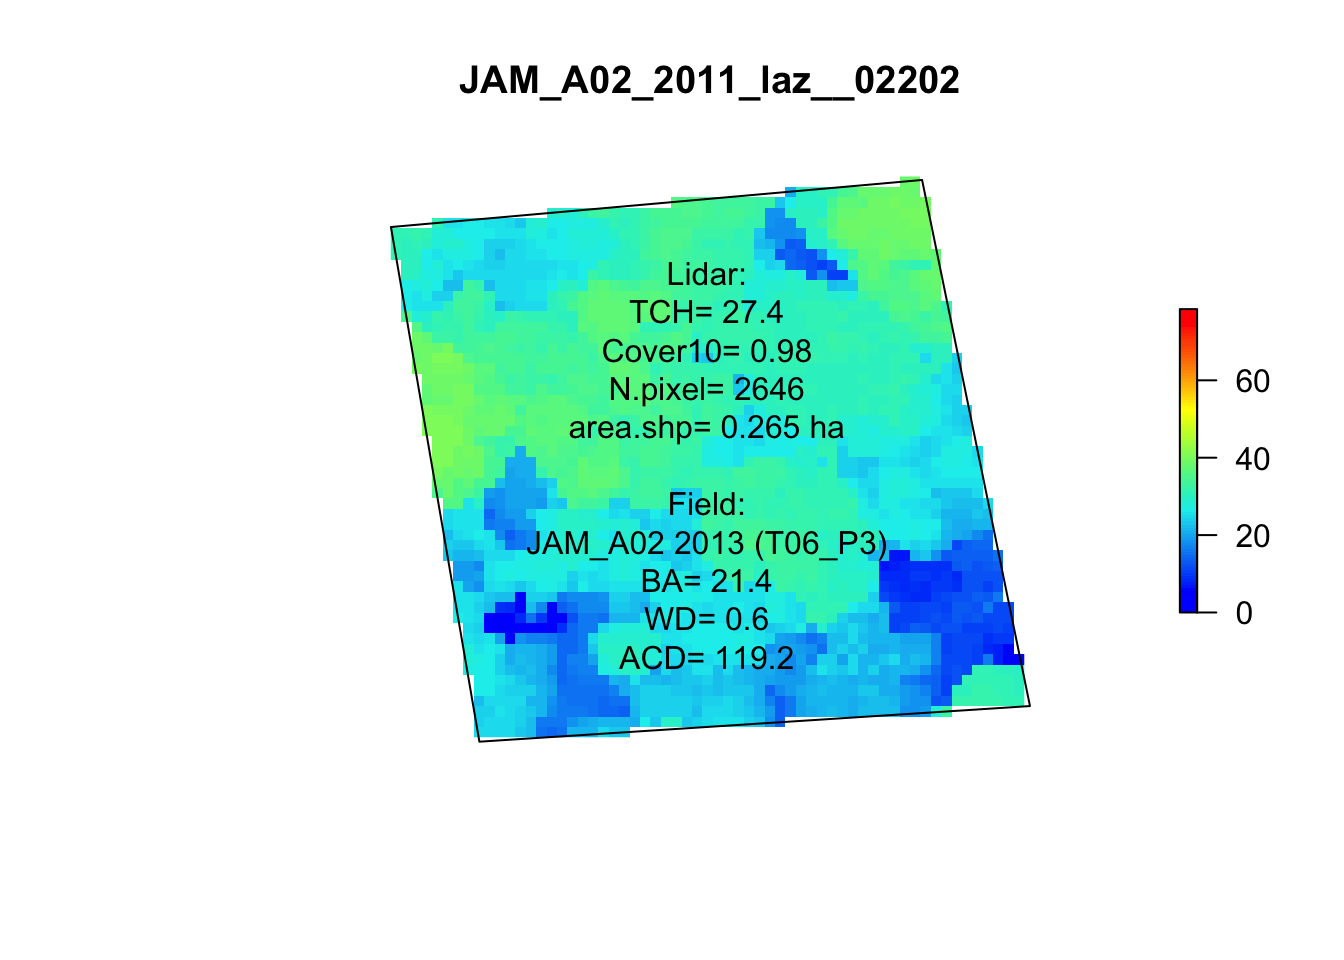 JAM_A02_2011_laz__02202
Lidar:
TCH= 27.4
Cover10= 0.98
N.pixel= 2646
area.shp= 0.265 ha
Field:
JAM_A02 2013 (T06_P3)
BA= 21.4
WD= 0.6
ACD= 119.2
60
40
20
0